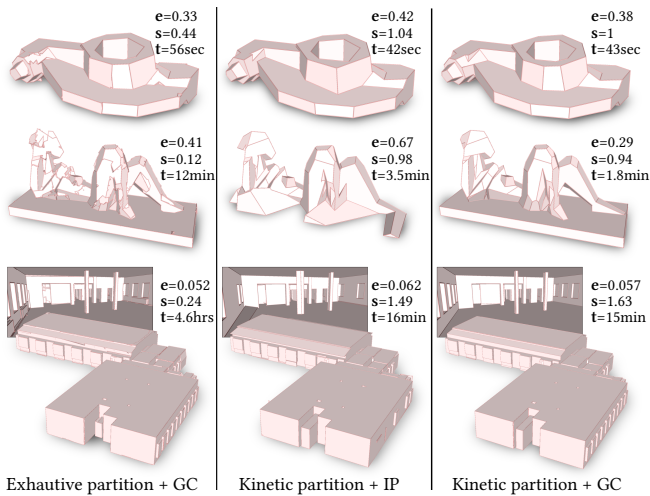 e=0.33
s=0.44
t=56sec
e=0.42
s=1.04
t=42sec
e=0.38
s=1
t=43sec
e=0.41
s=0.12
t=12min
e=0.67
s=0.98
t=3.5min
e=0.29
s=0.94
t=1.8min
e=0.052
s=0.24
t=4.6hrs
e=0.062
s=1.49
t=16min
e=0.057
s=1.63
t=15min
Exhautive partition + GC
Kinetic partition + IP
Kinetic partition + GC